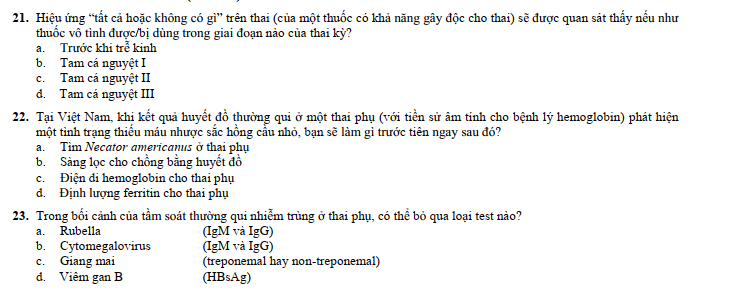 21. Hiệu ứng “tất cả hoặc không có gì” trên thai (của một thuốc có khả năng gây độc cho thai) sẽ được quan sát thấy nếu như
thuốc vô tình được/bị dùng trong giai đoạn nào của thai kỳ?
a. Trước khi trễ kinh
b. Tam cá nguyệt I
c. Tam cá nguyệt II
d. Tam cá nguyệt III
22. Tại Việt Nam, khi kết quả huyết đồ thường qui ở một thai phụ (với tiền sử âm tính cho bệnh lý hemoglobin) phát hiện
một tình trạng thiếu máu nhược sắc hồng cầu nhỏ, bạn sẽ làm gì trước tiên ngay sau đó?
a. Tìm Necator americanus ở thai phụ
b. Sàng lọc cho chồng bằng huyết đồ
c. Điện di hemoglobin cho thai phụ
d. Định lượng ferritin cho thai phụ
23. Trong bối cảnh của tầm soát thường qui nhiễm trùng ở thai phụ, có thể bỏ qua loại test nào?
a. Rubella (IgM và IgG)
b. Cytomegalovirus (IgM và IgG)
c. Giang mai (treponemal hay non-treponemal)
d. Viêm gan B (HBsAg)